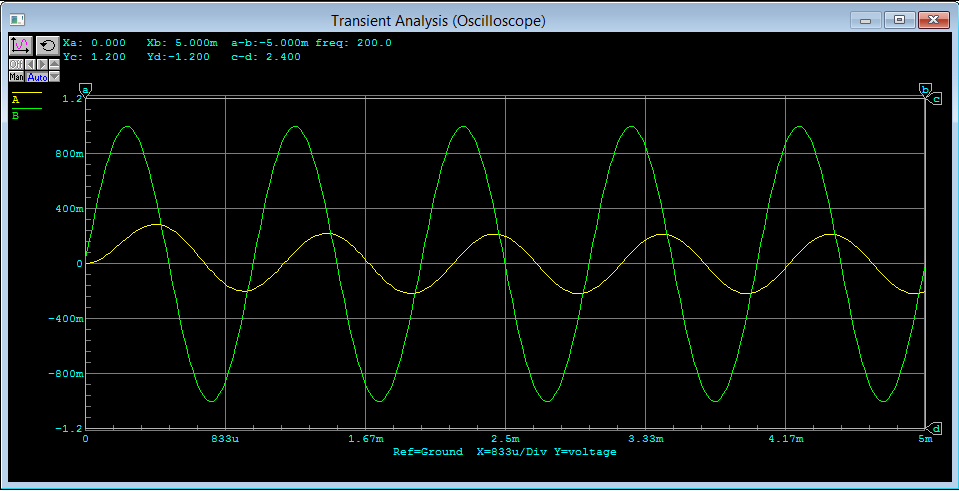 Transient Analysis (Oscilloscope)
Xa: 0.000 Xb: 5.000m a-b:-5.000m freq: 200.0
Yc: 1.200 Yd:-1.200 c-d: 2.400
Off
Man Auto
A
B
a
b
c
1.2
800m
400m
0
-400m
-800m
-1.2
d
0 833u 1.67m 2.5m 3.33m 4.17m 5m
Ref=Ground X=833u/Div Y=voltage